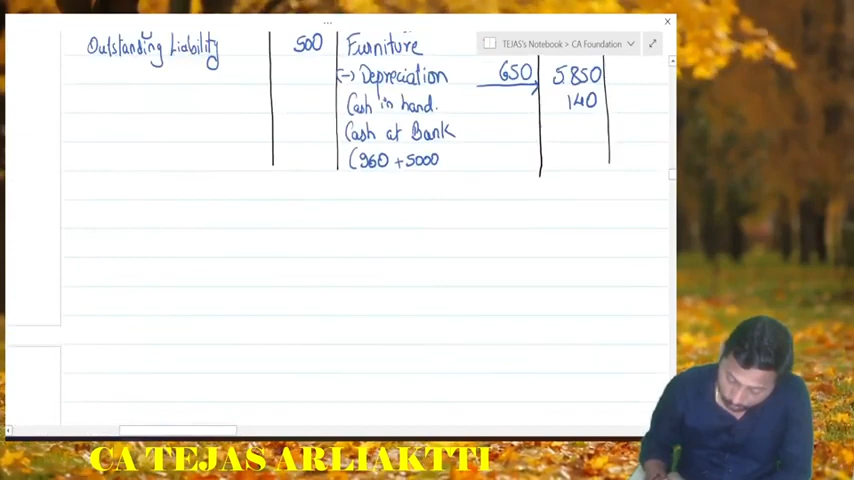 TEJAS's Notebook > CA Foundation
Outstanding Liability 500 Furniture
(-) Depreciation 650 5850
Cash in hand. 140
Cash at Bank
(960 + 5000
CA TEJAS ARLIAKTTI